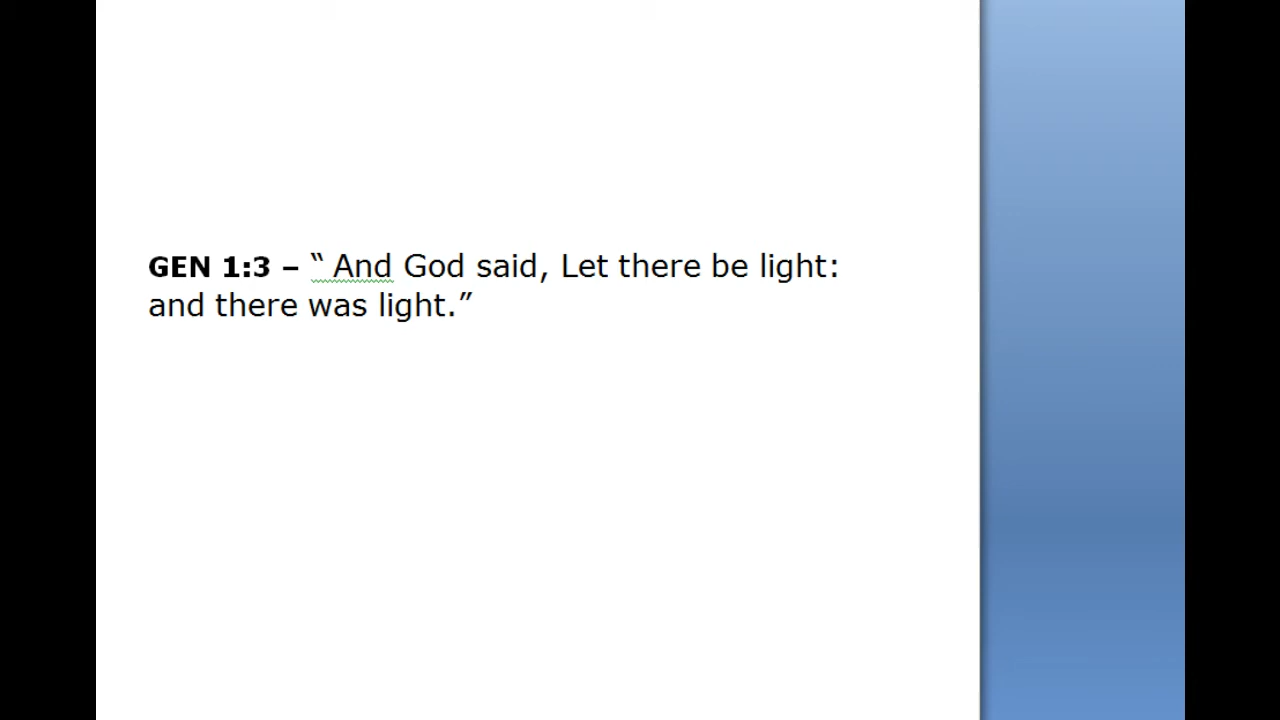 GEN 1:3 – “ And God said, Let there be light:
and there was light.”